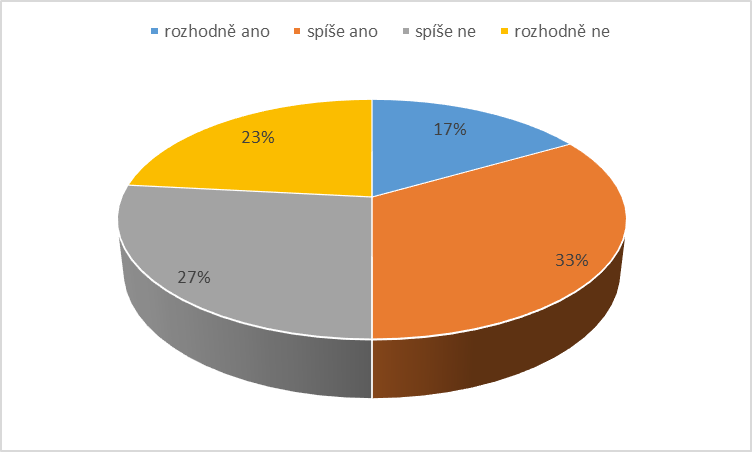 rozhodně ano spíše ano spíše ne rozhodně ne
17%
23%
33%
27%